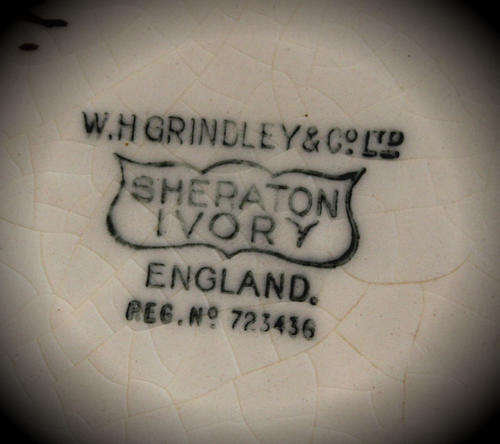 W.H GRINDLEY & Cº LTD
SHERATON
IVORY
ENGLAND.
REG. Nº 723436